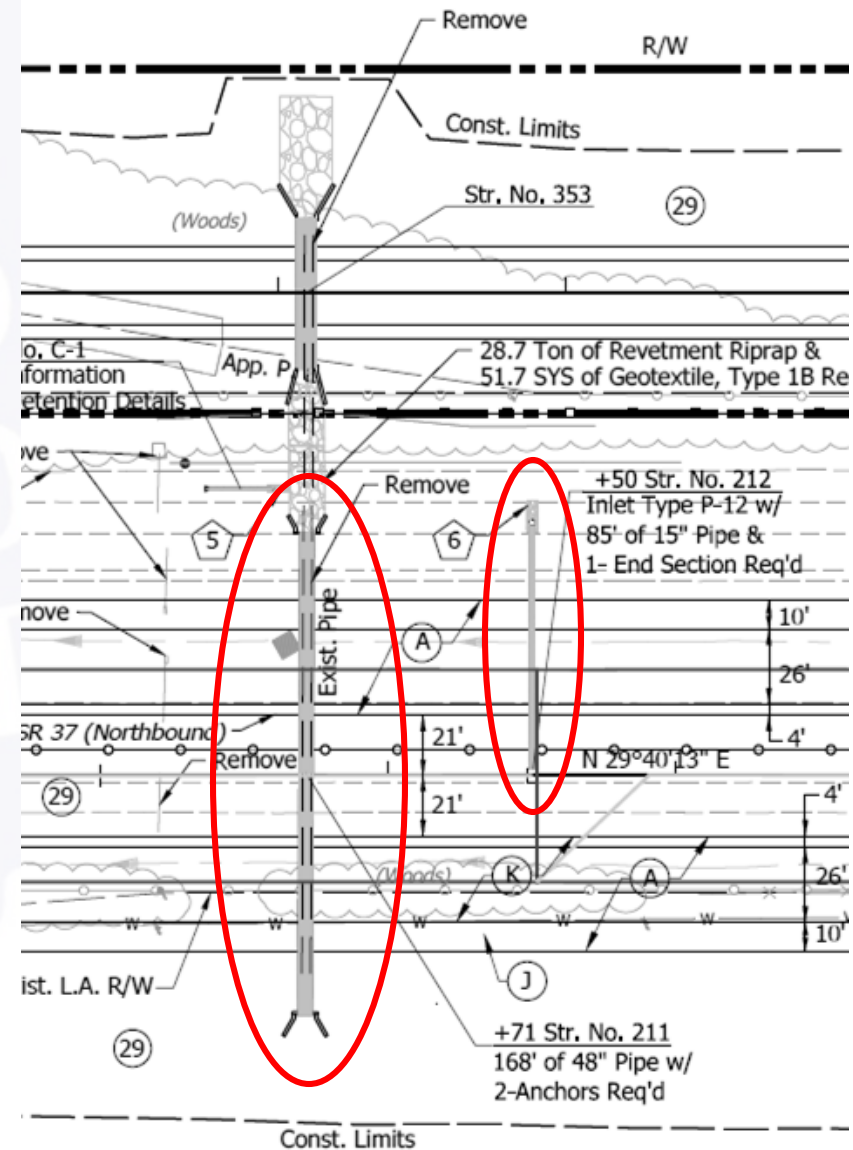 Remove
R/W
Const. Limits
Str. No. 353
29
(Woods)
o. C-1
formation
etention Details
App. P
28.7 Ton of Revetment Riprap &
51.7 SYS of Geotextile, Type 1B Re
ove
Remove
+50 Str. No. 212
Inlet Type P-12 w/
85' of 15" Pipe &
1- End Section Req'd
5
6
move
Exist. Pipe
A
10'
26'
4'
SR 37 (Northbound)
21'
Remove
N 29°40'13" E
29
21'
4'
(Woods)
K
A
26'
W
W
W
W
W
10'
ist. L.A. R/W
J
29
+71 Str. No. 211
168' of 48" Pipe w/
2-Anchors Req'd
Const. Limits